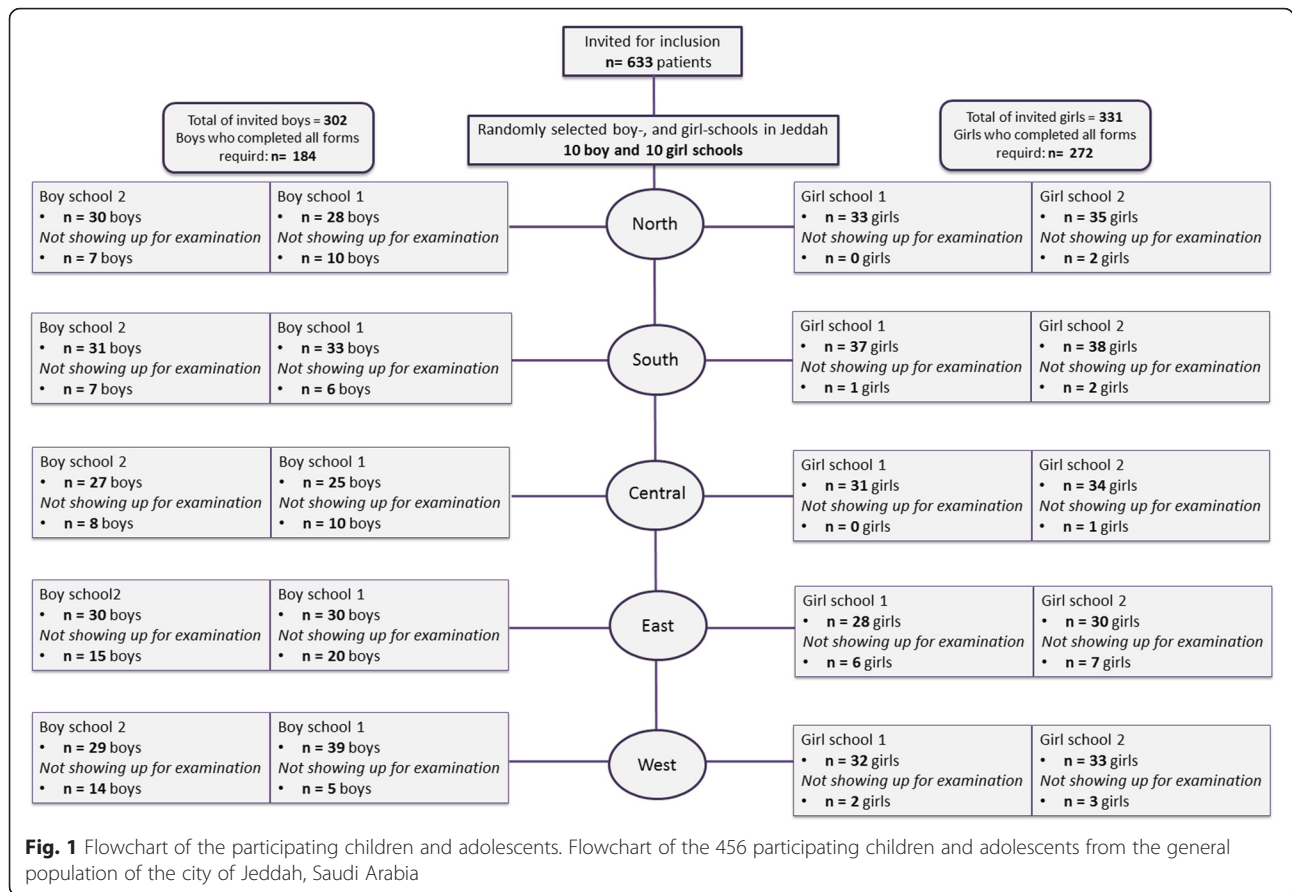 Invited for inclusion
n= 633 patients
Total of invited boys = 302
Boys who completed all forms
requird: n= 184
Randomly selected boy-, and girl-schools in Jeddah
10 boy and 10 girl schools
Total of invited girls = 331
Girls who completed all forms
requird: n= 272
Boy school 2
• n = 30 boys
Not showing up for examination
• n = 7 boys
Boy school 1
• n = 28 boys
Not showing up for examination
• n = 10 boys
North
Girl school 1
• n = 33 girls
Not showing up for examination
• n = 0 girls
Girl school 2
• n = 35 girls
Not showing up for examination
• n = 2 girls
Boy school 2
• n = 31 boys
Not showing up for examination
• n = 7 boys
Boy school 1
• n = 33 boys
Not showing up for examination
• n = 6 boys
South
Girl school 1
• n = 37 girls
Not showing up for examination
• n = 1 girls
Girl school 2
• n = 38 girls
Not showing up for examination
• n = 2 girls
Boy school 2
• n = 27 boys
Not showing up for examination
• n = 8 boys
Boy school 1
• n = 25 boys
Not showing up for examination
• n = 10 boys
Central
Girl school 1
• n = 31 girls
Not showing up for examination
• n = 0 girls
Girl school 2
• n = 34 girls
Not showing up for examination
• n = 1 girls
Boy school2
• n = 30 boys
Not showing up for examination
• n = 15 boys
Boy school 1
• n = 30 boys
Not showing up for examination
• n = 20 boys
East
Girl school 1
• n = 28 girls
Not showing up for examination
• n = 6 girls
Girl school 2
• n = 30 girls
Not showing up for examination
• n = 7 girls
Boy school 2
• n = 29 boys
Not showing up for examination
• n = 14 boys
Boy school 1
• n = 39 boys
Not showing up for examination
• n = 5 boys
West
Girl school 1
• n = 32 girls
Not showing up for examination
• n = 2 girls
Girl school 2
• n = 33 girls
Not showing up for examination
• n = 3 girls
Fig. 1 Flowchart of the participating children and adolescents. Flowchart of the 456 participating children and adolescents from the general
population of the city of Jeddah, Saudi Arabia